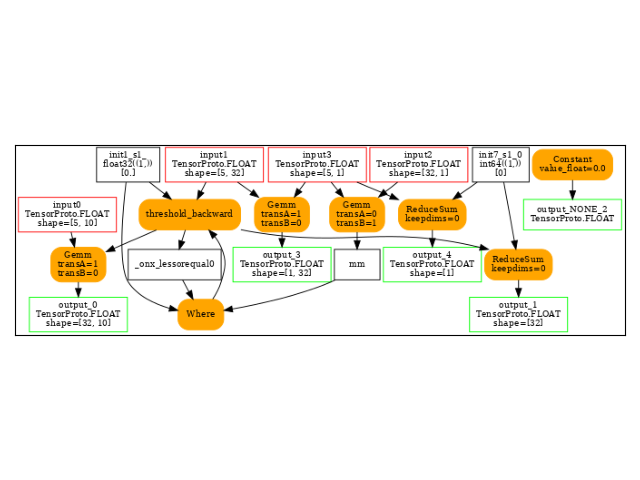 init1_s1_
float32((1,))
[0.]
input1
TensorProto.FLOAT
shape=[5, 32]
input3
TensorProto.FLOAT
shape=[5, 1]
input2
TensorProto.FLOAT
shape=[32, 1]
init7_s1_0
int64((1,))
[0]
Constant
value_float=0.0
input0
TensorProto.FLOAT
shape=[5, 10]
threshold_backward
Gemm
transA=1
transB=0
Gemm
transA=0
transB=1
ReduceSum
keepdims=0
output_NONE_2
TensorProto.FLOAT
Gemm
transA=1
transB=0
_onx_lessorequal0
output_3
TensorProto.FLOAT
shape=[1, 32]
mm
output_4
TensorProto.FLOAT
shape=[1]
ReduceSum
keepdims=0
output_0
TensorProto.FLOAT
shape=[32, 10]
Where
output_1
TensorProto.FLOAT
shape=[32]